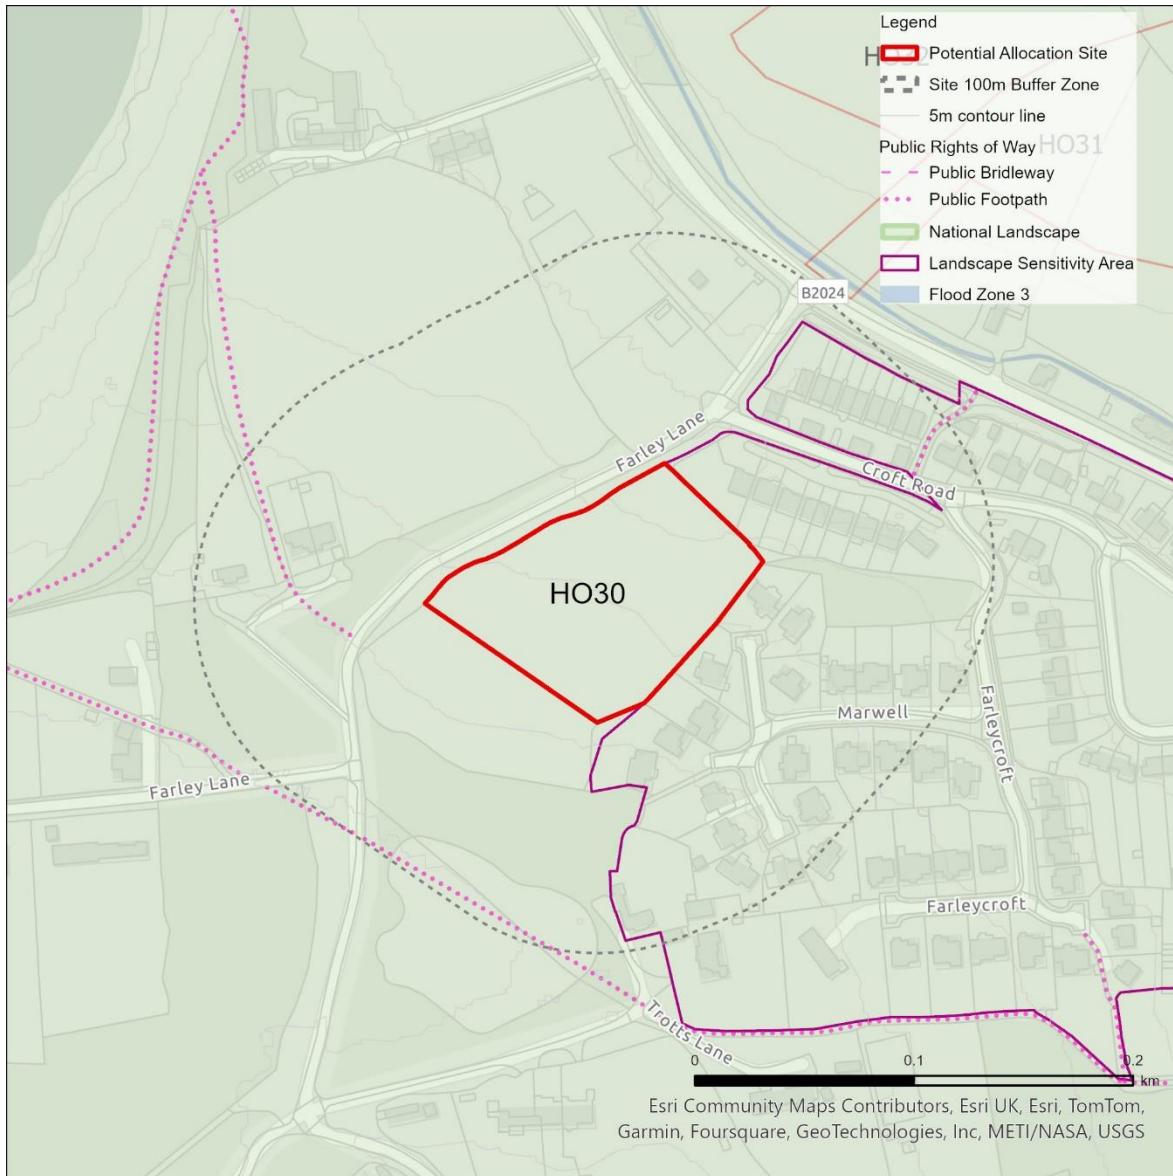 Legend
Potential Allocation Site
Site 100m Buffer Zone
5m contour line
Public Rights of Way
Public Bridleway
Public Footpath
National Landscape
Landscape Sensitivity Area
Flood Zone 3
HO32
HO31
B2024
Farley Lane
Croft Road
HO30
Marwell
Farleycroft
Farley Lane
Farleycroft
Trotts Lane
0
0.1
0.2
km
Esri Community Maps Contributors, Esri UK, Esri, TomTom,
Garmin, Foursquare, GeoTechnologies, Inc, METI/NASA, USGS